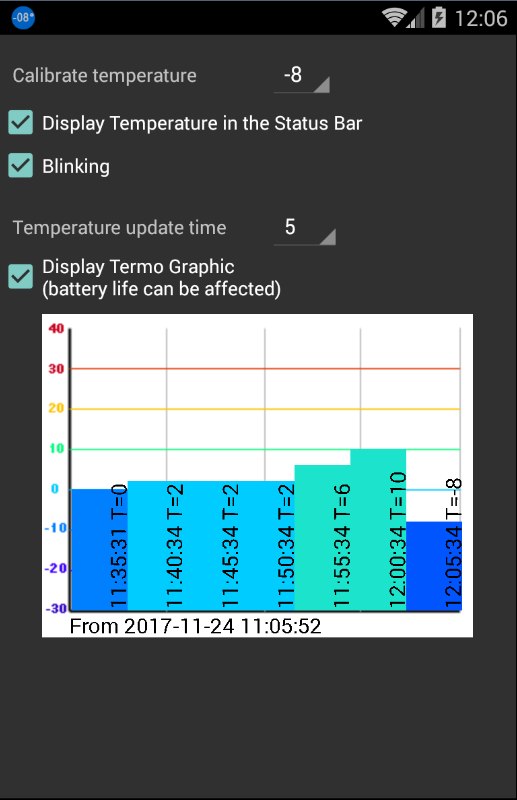 -08°
12:06
Calibrate temperature -8
Display Temperature in the Status Bar
Blinking
Temperature update time 5
Display Termo Graphic
(battery life can be affected)
40
30
20
10
0
-10
-20
-30
11:35:31 T=0
11:40:34 T=2
11:45:34 T=2
11:50:34 T=2
11:55:34 T=6
12:00:34 T=10
12:05:34 T=-8
From 2017-11-24 11:05:52